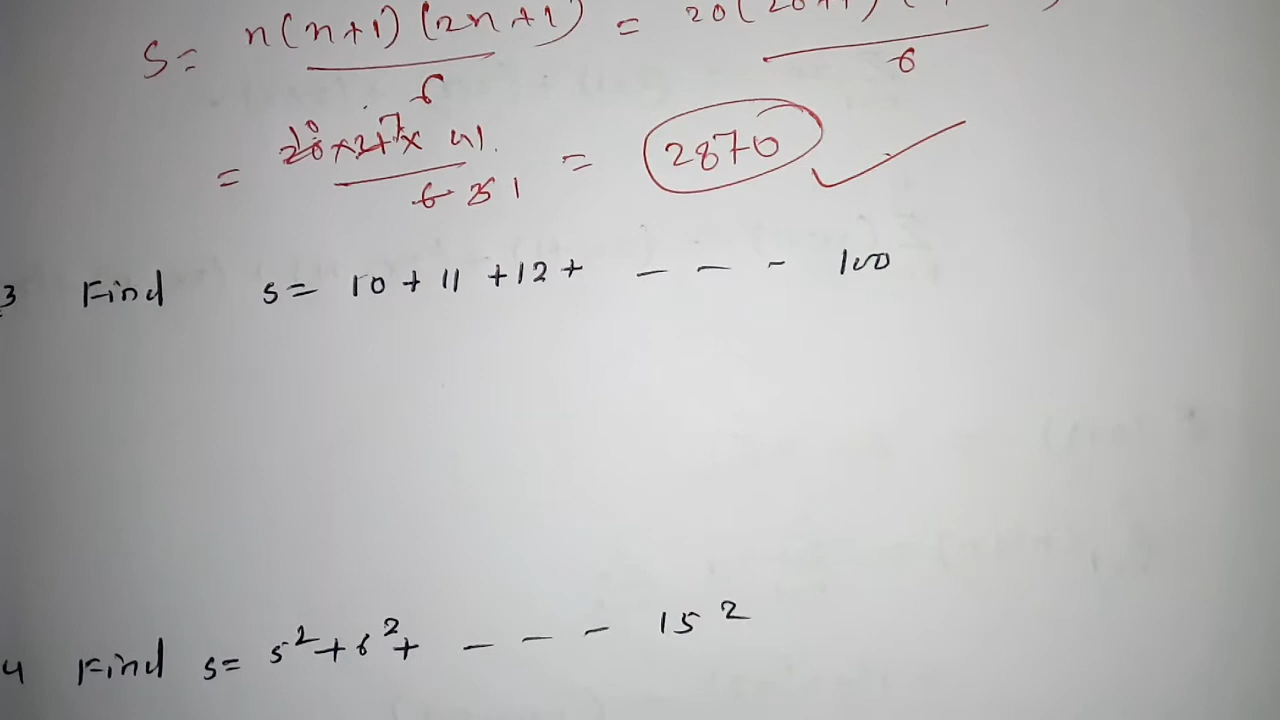 S = n(n+1)(2n+1) / 6 = 20(20+1) / 6
= 20×21×41 / 6 = 2870
3 Find s= 10 + 11 + 12 + - - - 100
4 Find s= 5² + 6² + - - - 15²